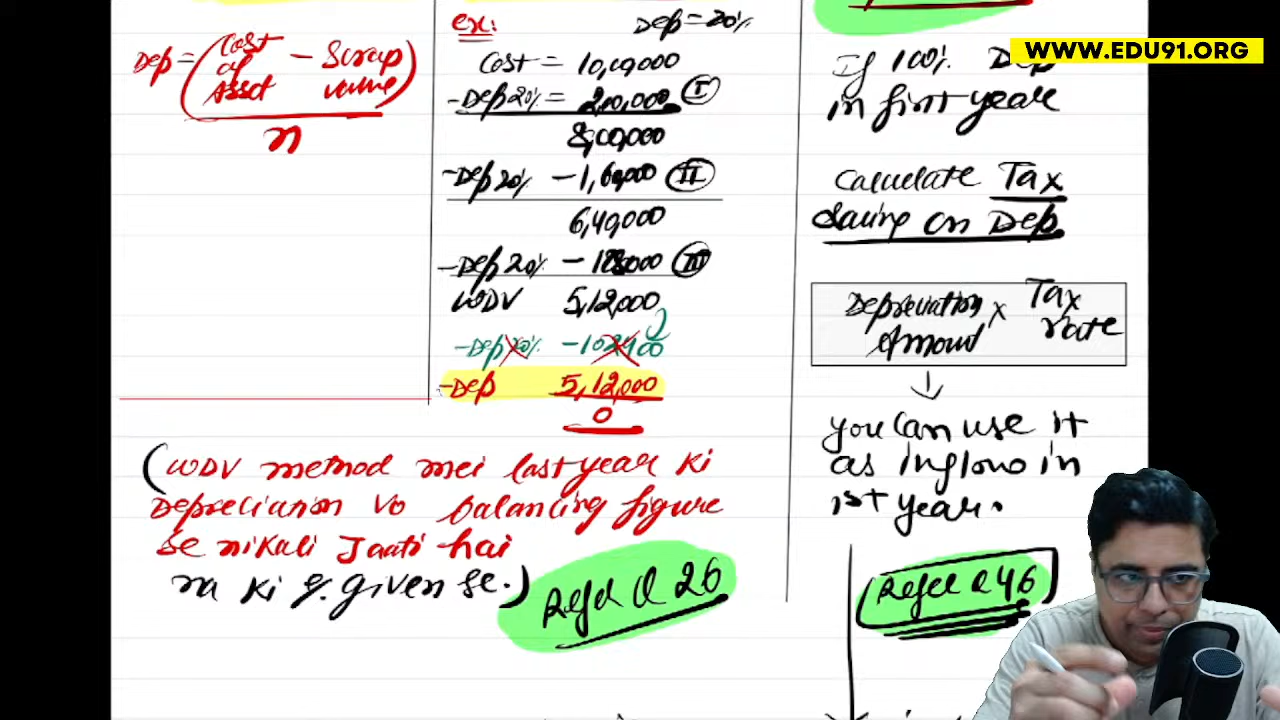 WWW.EDU91.ORG
Dep = (Cost of Asset - Scrap value)
n
ex: Dep = 20%
Cost = 10,00,000
- Dep 20% = 200,000 I
8,00,000
- Dep 20% - 1,60,000 II
6,40,000
- Dep 20% - 128000 III
WDV 5,12,000
- Dep 20% - 102400
- Dep 5,12,000
0
(WDV method mei last year ki
Depreciation vo balancing figure
se nikali Jaati hai
na ki % given se.)
Refer Q 26
If 100% Dep
in first year
Calculate Tax
Saving on Dep
Depreciation Amount x Tax rate
you can use it
as inflow in
1st year.
Refer Q 46